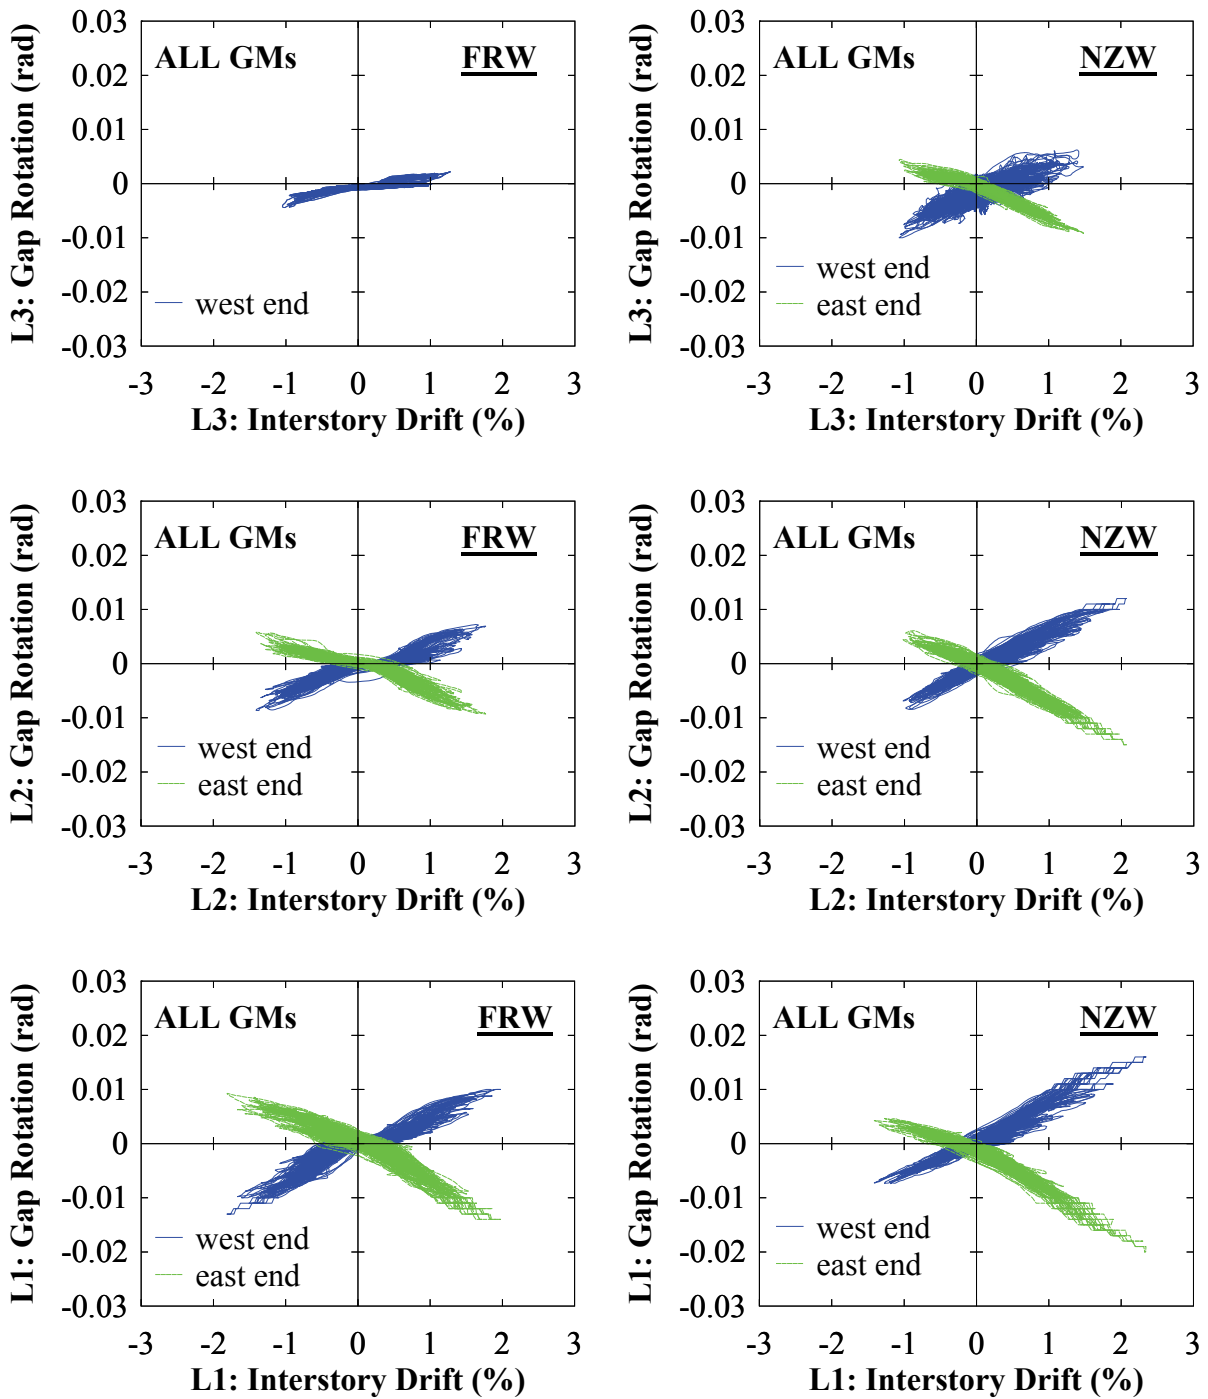 L3: Gap Rotation (rad)
0.03
0.02
0.01
0
-0.01
-0.02
-0.03
ALL GMs
FRW
west end
-3 -2 -1 0 1 2 3
L3: Interstory Drift (%)
L3: Gap Rotation (rad)
0.03
0.02
0.01
0
-0.01
-0.02
-0.03
ALL GMs
NZW
west end
east end
-3 -2 -1 0 1 2 3
L3: Interstory Drift (%)
L2: Gap Rotation (rad)
0.03
0.02
0.01
0
-0.01
-0.02
-0.03
ALL GMs
FRW
west end
east end
-3 -2 -1 0 1 2 3
L2: Interstory Drift (%)
L2: Gap Rotation (rad)
0.03
0.02
0.01
0
-0.01
-0.02
-0.03
ALL GMs
NZW
west end
east end
-3 -2 -1 0 1 2 3
L2: Interstory Drift (%)
L1: Gap Rotation (rad)
0.03
0.02
0.01
0
-0.01
-0.02
-0.03
ALL GMs
FRW
west end
east end
-3 -2 -1 0 1 2 3
L1: Interstory Drift (%)
L1: Gap Rotation (rad)
0.03
0.02
0.01
0
-0.01
-0.02
-0.03
ALL GMs
NZW
west end
east end
-3 -2 -1 0 1 2 3
L1: Interstory Drift (%)